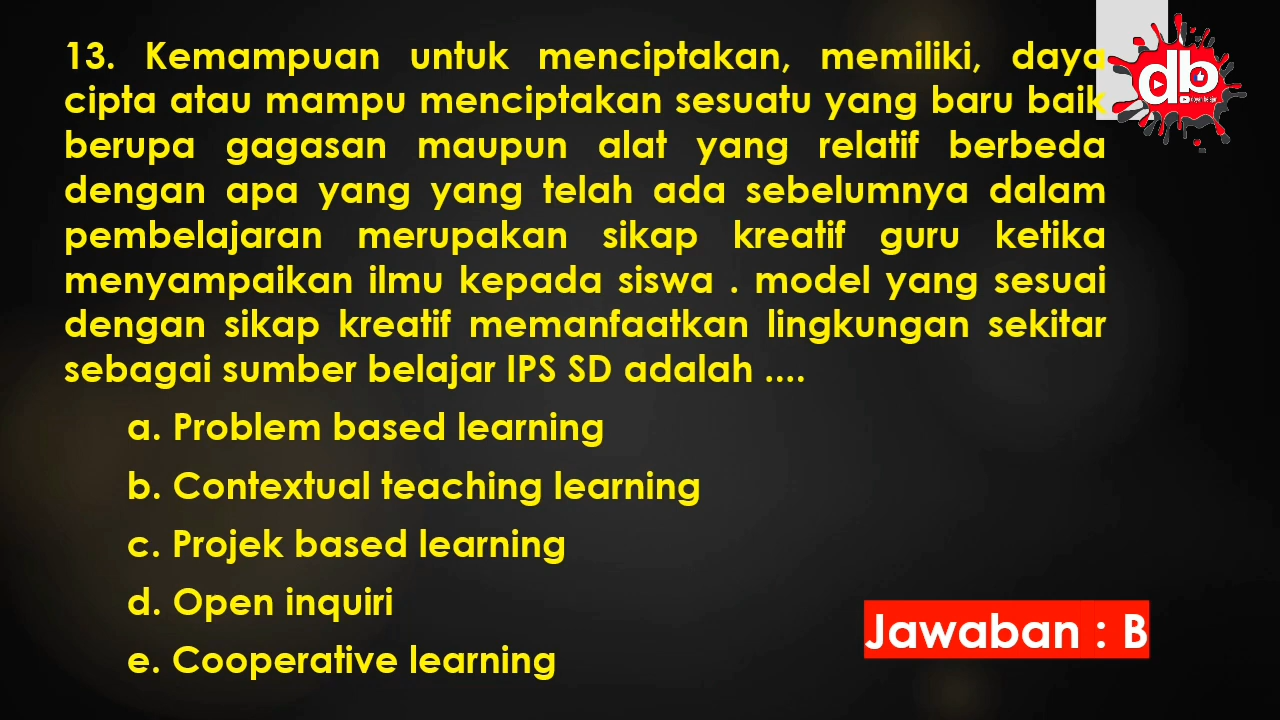 13. Kemampuan untuk menciptakan, memiliki, daya
cipta atau mampu menciptakan sesuatu yang baru baik
berupa gagasan maupun alat yang relatif berbeda
dengan apa yang yang telah ada sebelumnya dalam
pembelajaran merupakan sikap kreatif guru ketika
menyampaikan ilmu kepada siswa . model yang sesuai
dengan sikap kreatif memanfaatkan lingkungan sekitar
sebagai sumber belajar IPS SD adalah ....
a. Problem based learning
b. Contextual teaching learning
c. Projek based learning
d. Open inquiri
e. Cooperative learning
Jawaban : B
db